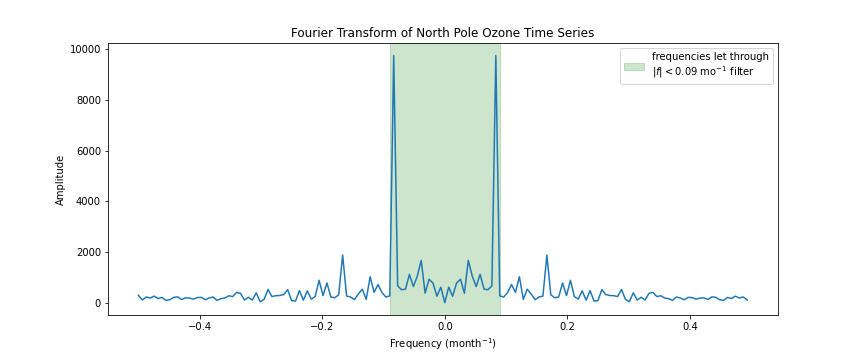 Fourier Transform of North Pole Ozone Time Series
10000
8000
6000
4000
2000
0
Amplitude
frequencies let through
|f| < 0.09 mo⁻¹ filter
−0.4
−0.2
0.0
0.2
0.4
Frequency (month⁻¹)